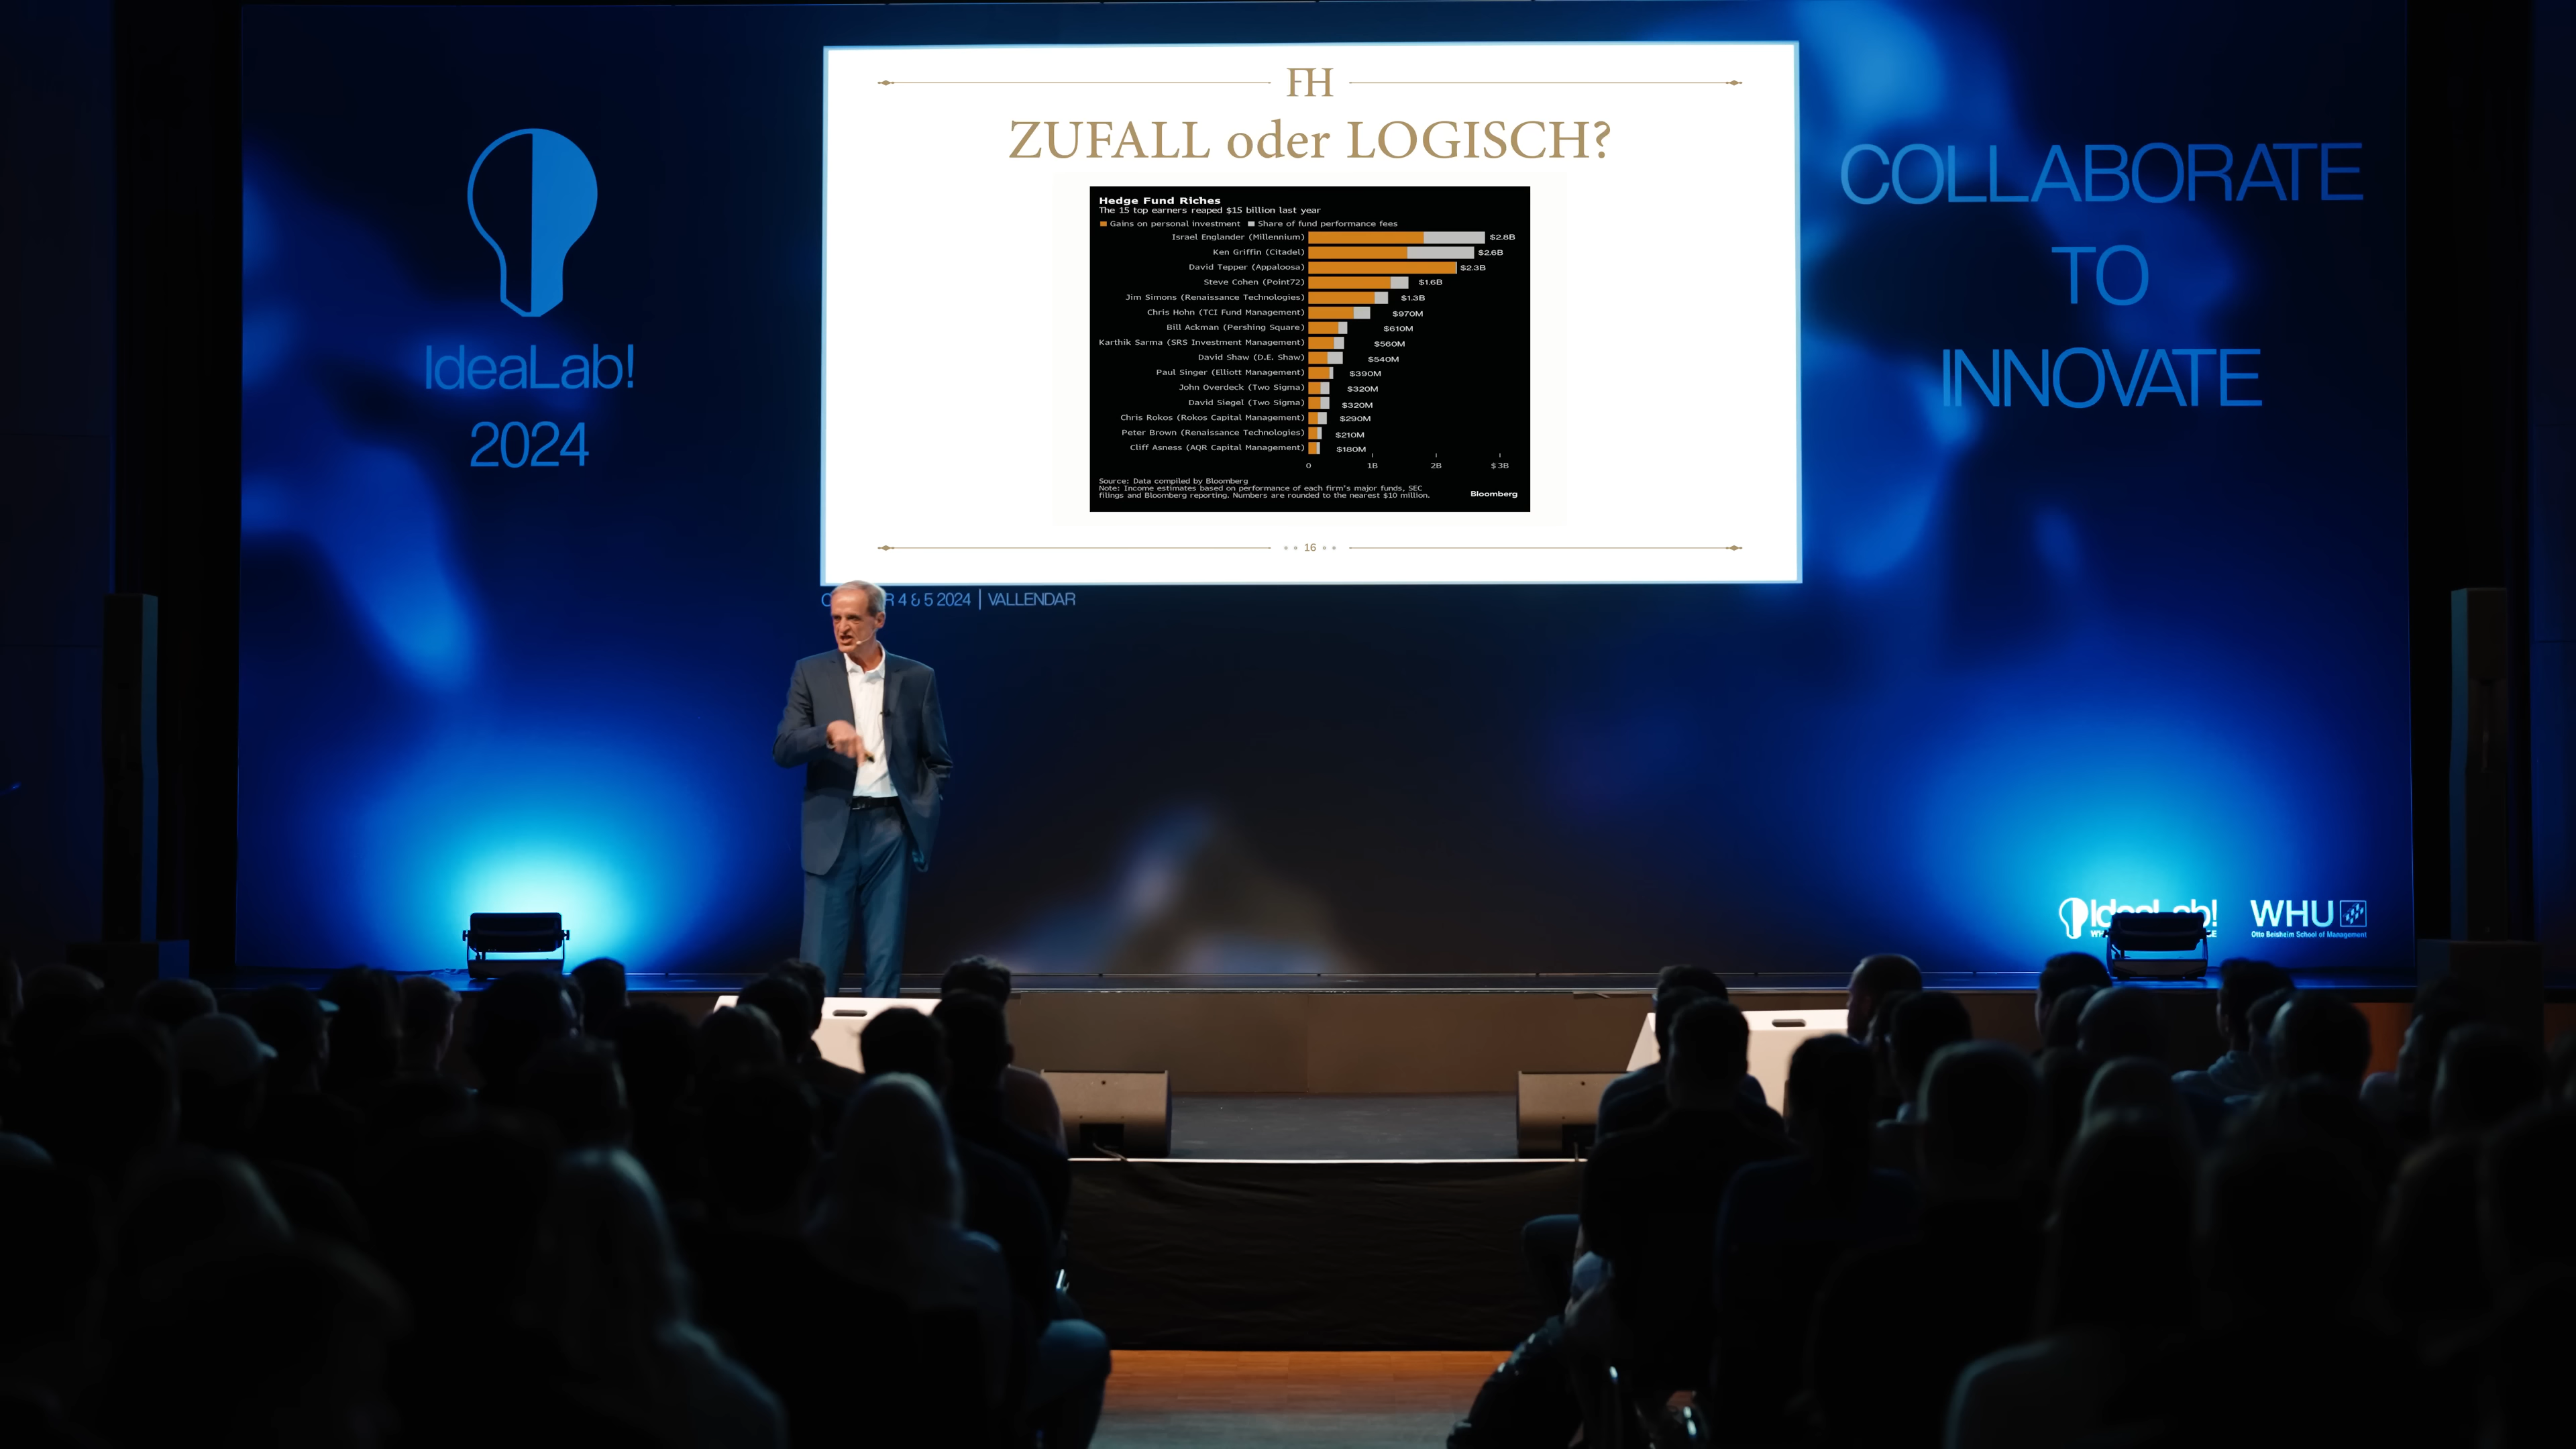 FH
ZUFALL oder LOGISCH?
Hedge Fund Riches
The 15 top earners reaped $15 billion last year
Gains on personal investment Share of fund performance fees
Israel Englander (Millennium) $2.8B
Ken Griffin (Citadel) $2.6B
David Tepper (Appaloosa) $2.3B
Steve Cohen (Point72) $1.6B
Jim Simons (Renaissance Technologies) $1.3B
Chris Hohn (TCI Fund Management) $970M
Bill Ackman (Pershing Square) $610M
Karthik Sarma (SRS Investment Management) $560M
David Shaw (D.E. Shaw) $540M
Paul Singer (Elliott Management) $390M
John Overdeck (Two Sigma) $320M
David Siegel (Two Sigma) $320M
Chris Rokos (Rokos Capital Management) $290M
Peter Brown (Renaissance Technologies) $210M
Cliff Asness (AQR Capital Management) $180M
0 1B 2B $3B
Source: Data compiled by Bloomberg
Note: Income estimates based on performance of each firm's major funds, SEC
filings and Bloomberg reporting. Numbers are rounded to the nearest $10 million.
Bloomberg
16
IdeaLab!
2024
COLLABORATE
TO
INNOVATE
4 & 5 2024 | VALLENDAR
IdeaLab!
WHU
Otto Beisheim School of Management